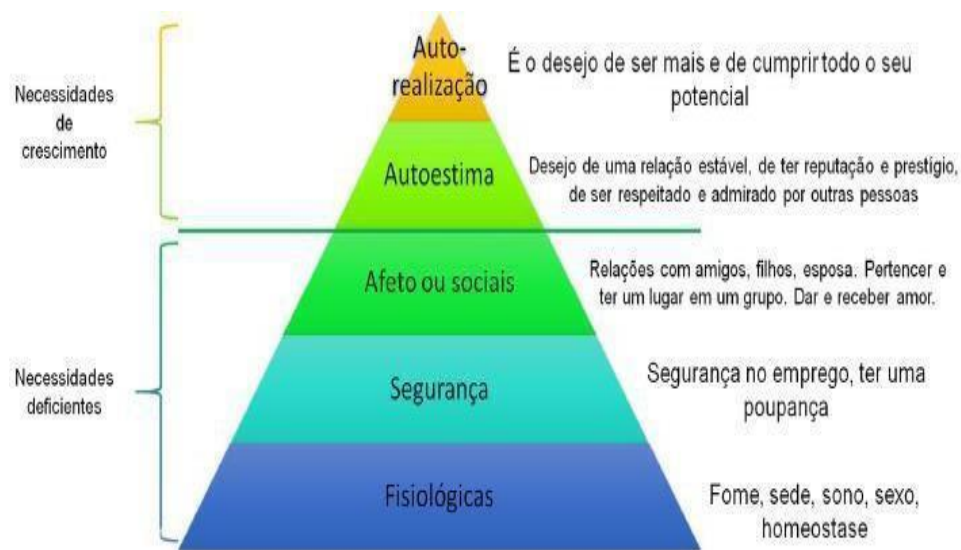 Auto-
realização
É o desejo de ser mais e de cumprir todo o seu
potencial
Necessidades
de
crescimento
Autoestima
Desejo de uma relação estável, de ter reputação e prestígio,
de ser respeitado e admirado por outras pessoas
Afeto ou sociais
Relações com amigos, filhos, esposa. Pertencer e
ter um lugar em um grupo. Dar e receber amor.
Necessidades
deficientes
Segurança
Segurança no emprego, ter uma
poupança
Fisiológicas
Fome, sede, sono, sexo,
homeostase